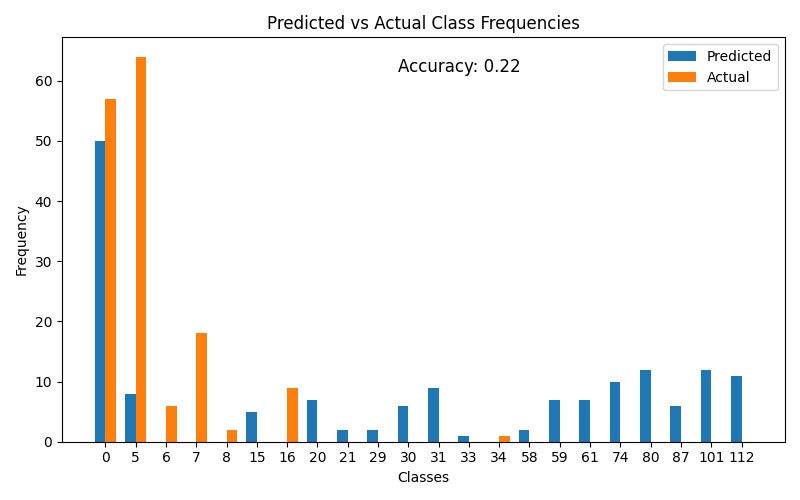 Predicted vs Actual Class Frequencies
Accuracy: 0.22
Predicted
Actual
Frequency
60
50
40
30
20
10
0
0 5 6 7 8 15 16 20 21 29 30 31 33 34 58 59 61 74 80 87 101 112
Classes